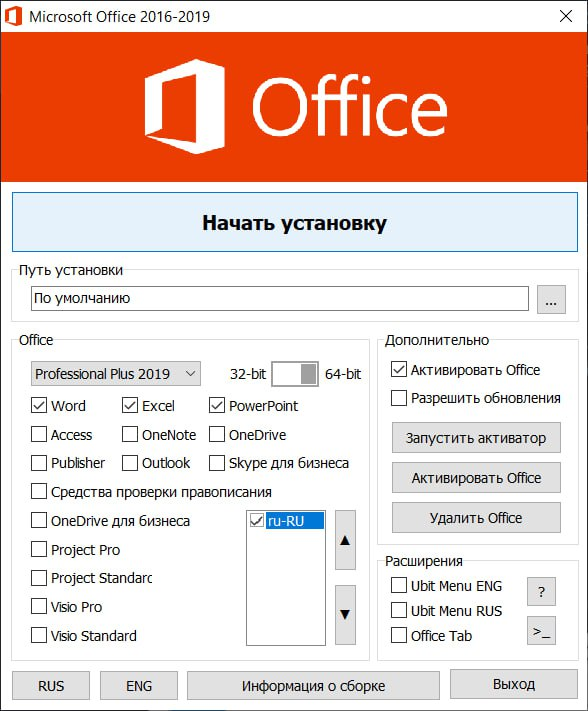 Microsoft Office 2016-2019
Office
Начать установку
Путь установки
По умолчанию
...
Office
Professional Plus 2019
32-bit
64-bit
Word
Excel
PowerPoint
Access
OneNote
OneDrive
Publisher
Outlook
Skype для бизнеса
Средства проверки правописания
OneDrive для бизнеса
ru-RU
Project Pro
Project Standarc
Visio Pro
Visio Standard
Дополнительно
Активировать Office
Разрешить обновления
Запустить активатор
Активировать Office
Удалить Office
Расширения
Ubit Menu ENG
?
Ubit Menu RUS
Office Tab
>_
RUS
ENG
Информация о сборке
Выход